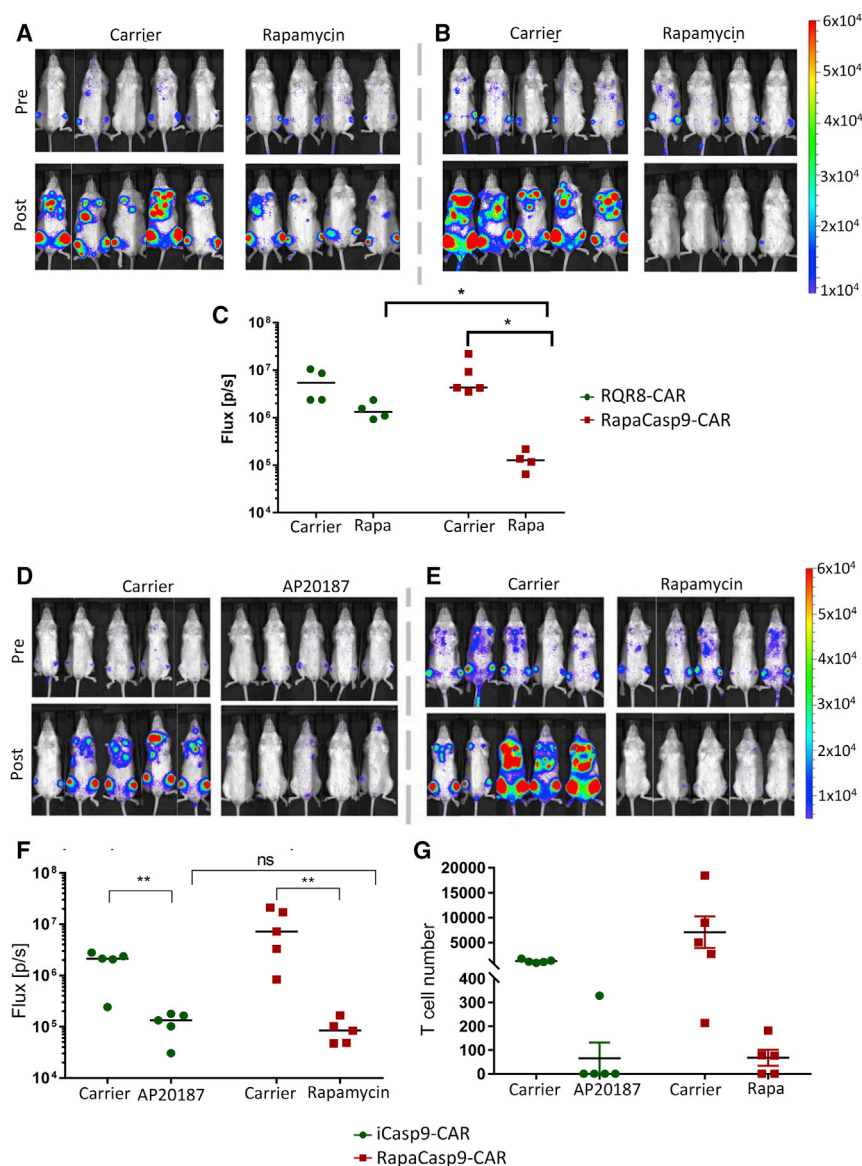 A
Carrier
Rapamycin
B
Carrier
Rapamycin
6x10⁴
5x10⁴
4x10⁴
3x10⁴
2x10⁴
1x10⁴
Pre
Post
C
*
*
10⁸
10⁷
10⁶
10⁵
10⁴
Flux [p/s]
Carrier
Rapa
Carrier
Rapa
RQR8-CAR
RapaCasp9-CAR
D
Carrier
AP20187
E
Carrier
Rapamycin
6x10⁴
5x10⁴
4x10⁴
3x10⁴
2x10⁴
1x10⁴
Pre
Post
F
ns
**
**
10⁸
10⁷
10⁶
10⁵
10⁴
Flux [p/s]
Carrier
AP20187
Carrier
Rapamycin
G
20000
15000
10000
5000
400
300
200
100
0
T cell number
Carrier
AP20187
Carrier
Rapa
iCasp9-CAR
RapaCasp9-CAR